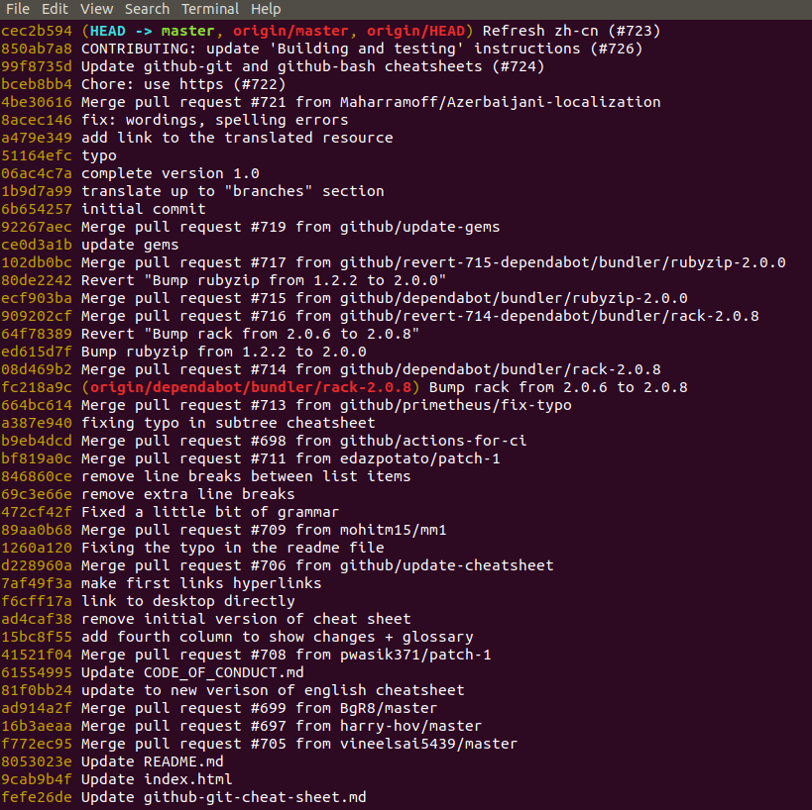 File Edit View Search Terminal Help
cec2b594 (HEAD -> master, origin/master, origin/HEAD) Refresh zh-cn (#723)
850ab7a8 CONTRIBUTING: update 'Building and testing' instructions (#726)
99f8735d Update github-git and github-bash cheatsheets (#724)
bceb8bb4 Chore: use https (#722)
4be30616 Merge pull request #721 from Maharramoff/Azerbaijani-localization
8acec146 fix: wordings, spelling errors
a479e349 add link to the translated resource
51164efc typo
06ac4c7a complete version 1.0
1b9d7a99 translate up to "branches" section
6b654257 initial commit
92267aec Merge pull request #719 from github/update-gems
ce0d3a1b update gems
102db0bc Merge pull request #717 from github/revert-715-dependabot/bundler/rubyzip-2.0.0
80de2242 Revert "Bump rubyzip from 1.2.2 to 2.0.0"
ecf903ba Merge pull request #715 from github/dependabot/bundler/rubyzip-2.0.0
909202cf Merge pull request #716 from github/revert-714-dependabot/bundler/rack-2.0.8
64f78389 Revert "Bump rack from 2.0.6 to 2.0.8"
ed615d7f Bump rubyzip from 1.2.2 to 2.0.0
08d469b2 Merge pull request #714 from github/dependabot/bundler/rack-2.0.8
fc218a9c (origin/dependabot/bundler/rack-2.0.8) Bump rack from 2.0.6 to 2.0.8
664bc614 Merge pull request #713 from github/primetheus/fix-typo
a387e940 fixing typo in subtree cheatsheet
b9eb4dcd Merge pull request #698 from github/actions-for-ci
bf819a0c Merge pull request #711 from edazpotato/patch-1
846860ce remove line breaks between list items
69c3e66e remove extra line breaks
472cf42f Fixed a little bit of grammar
89aa0b68 Merge pull request #709 from mohitm15/mm1
1260a120 Fixing the typo in the readme file
d228960a Merge pull request #706 from github/update-cheatsheet
7af49f3a make first links hyperlinks
f6cff17a link to desktop directly
ad4caf38 remove initial version of cheat sheet
15bc8f55 add fourth column to show changes + glossary
41521f04 Merge pull request #708 from pwasik371/patch-1
61554995 Update CODE_OF_CONDUCT.md
81f0bb24 update to new verison of english cheatsheet
ad914a2f Merge pull request #699 from BgR8/master
16b3aeaa Merge pull request #697 from harry-hov/master
f772ec95 Merge pull request #705 from vineelsai5439/master
8053023e Update README.md
9cab9b4f Update index.html
fefe26de Update github-git-cheat-sheet.md